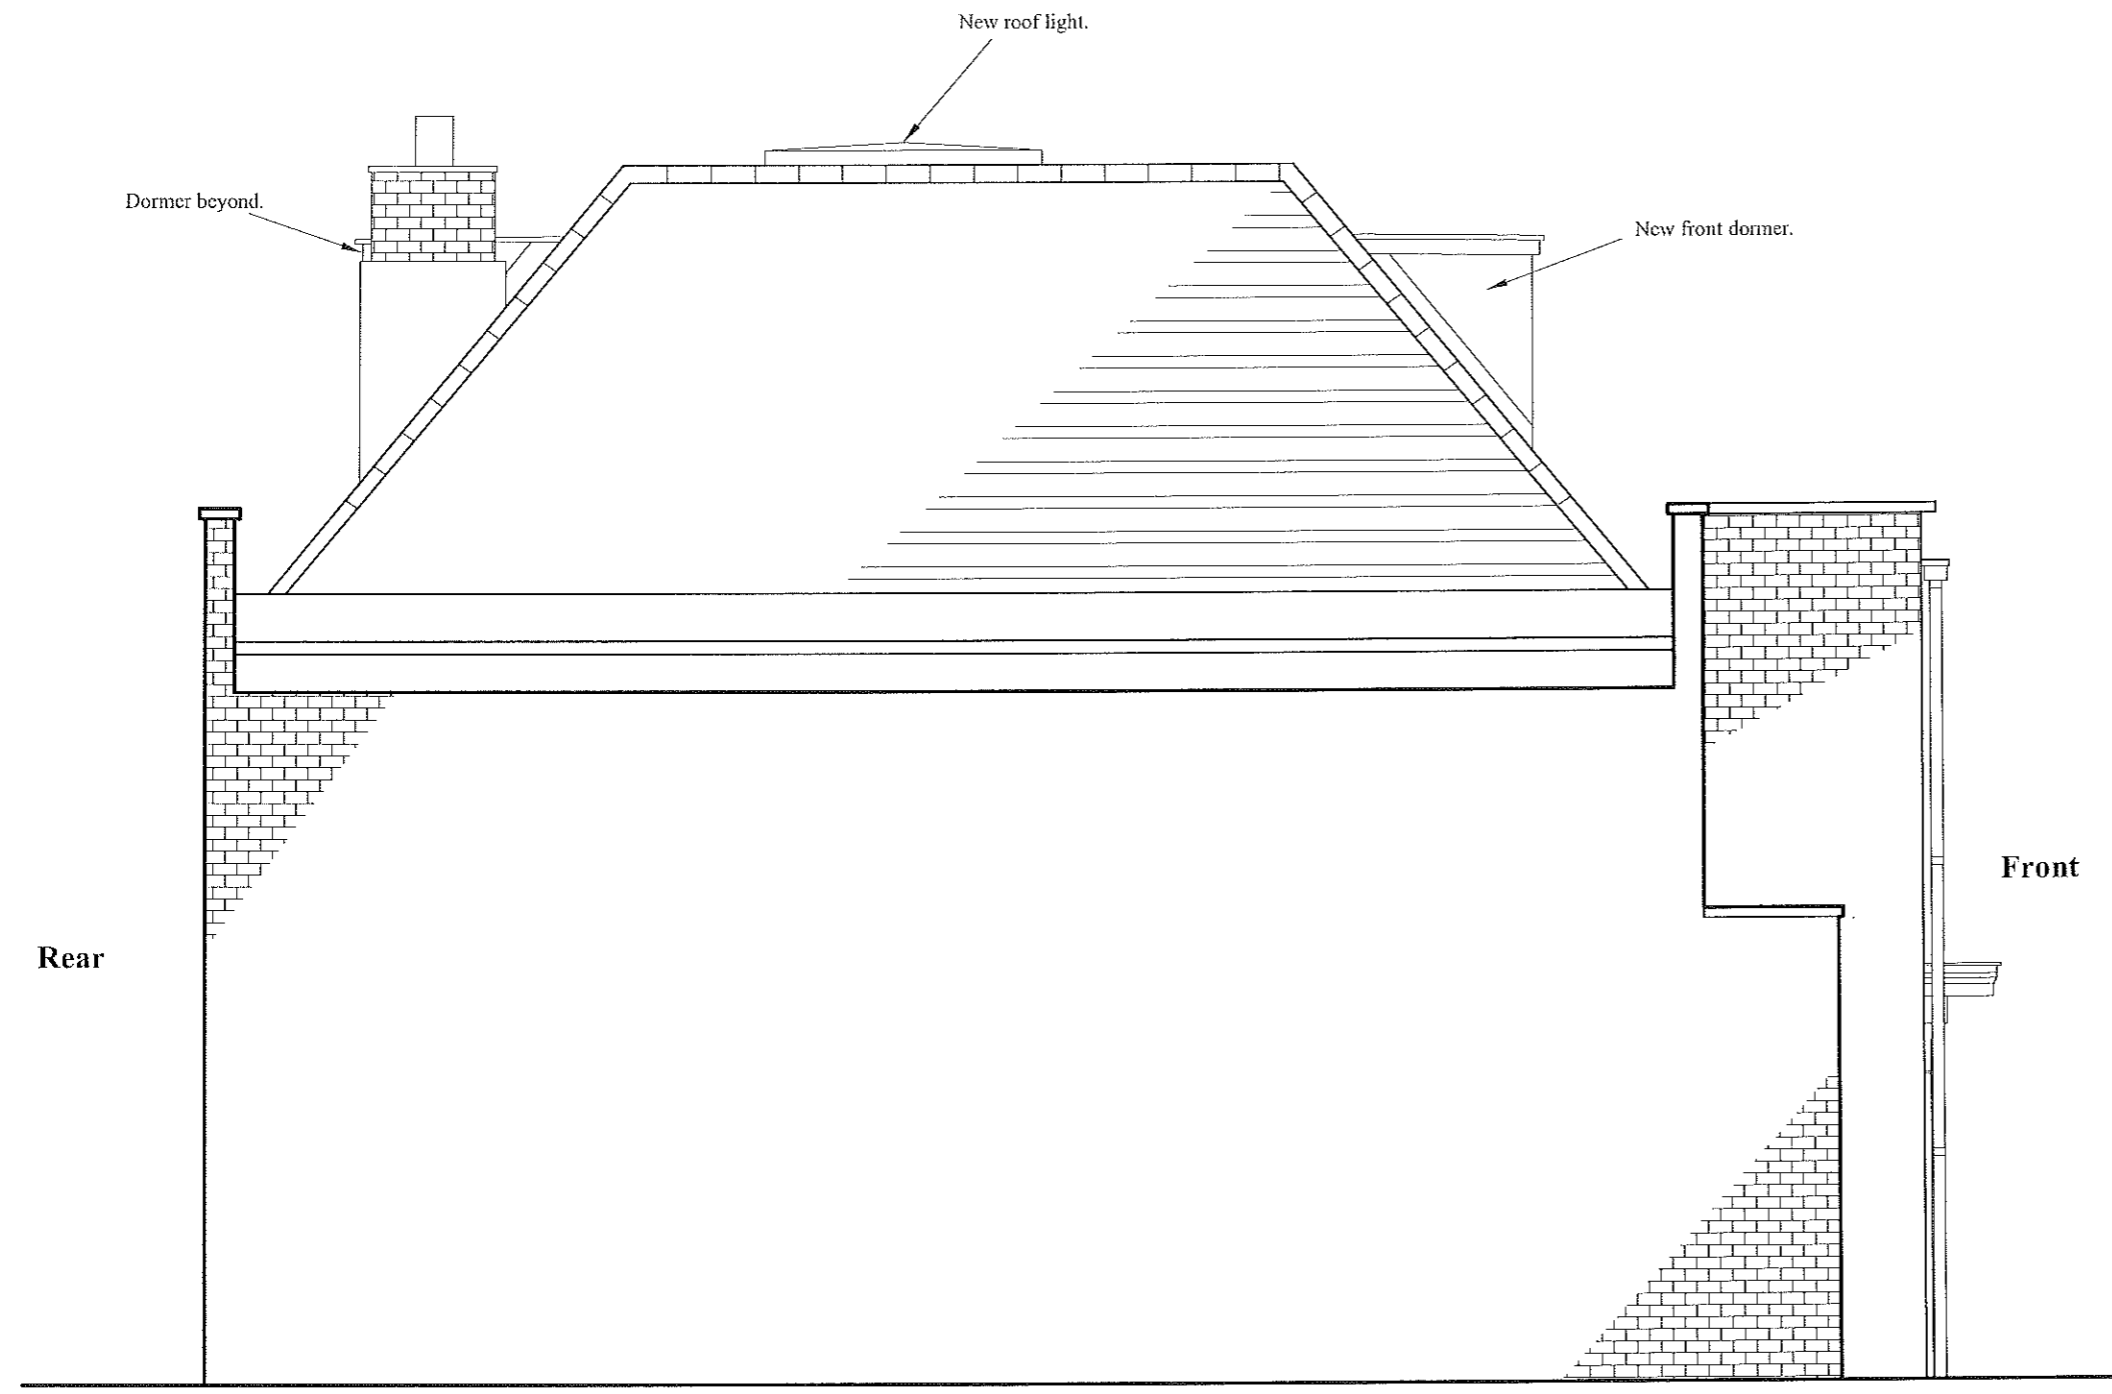 New roof light.
Dormer beyond.
New front dormer.
Front
Rear